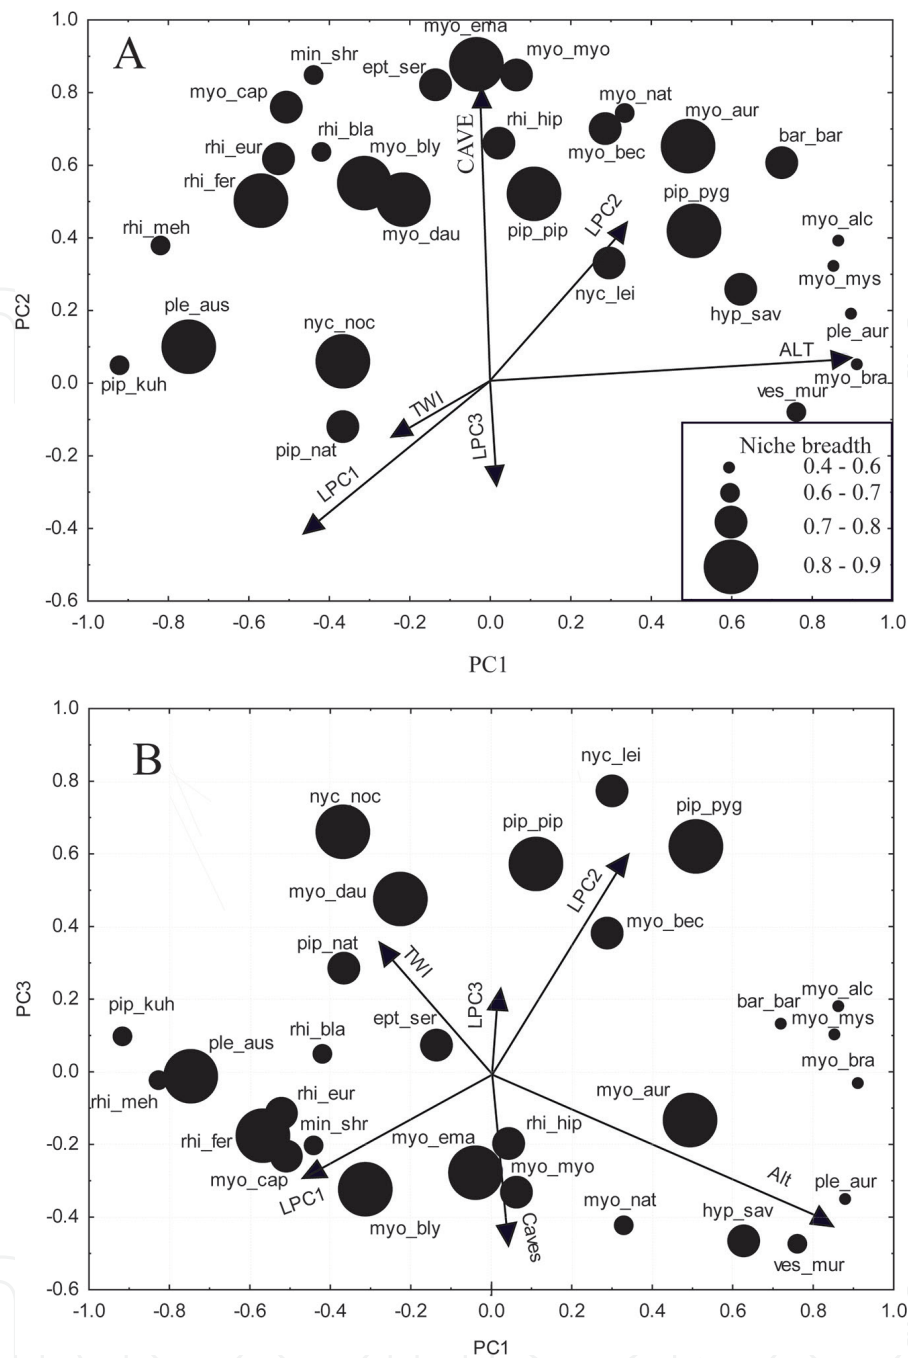 A
1.0
0.8
0.6
0.4
0.2
0.0
-0.2
-0.4
-0.6
PC2
myo_ema
myo_myo
min_shr
ept_ser
myo_cap
myo_nat
rhi_hip
myo_aur
rhi_bla
CAVE
bar_bar
rhi_eur
myo_bly
myo_bec
rhi_fer
pip_pyg
LPC2
myo_alc
rhi_meh
myo_dau
pip_pip
myo_mys
nyc_lei
ple_aus
hyp_sav
nyc_noc
ple_aur
ALT
pip_kuh
myo_bra
TWI
ves_mur
pip_nat
LPC3
LPC1
Niche breadth
0.4 - 0.6
0.6 - 0.7
0.7 - 0.8
0.8 - 0.9
-1.0 -0.8 -0.6 -0.4 -0.2 0.0 0.2 0.4 0.6 0.8 1.0
PC1
B
1.0
0.8
0.6
0.4
0.2
0.0
-0.2
-0.4
-0.6
PC3
nyc_lei
nyc_noc
pip_pyg
pip_pip
myo_dau
LPC2
myo_bec
pip_nat
TWI
myo_alc
pip_kuh
LPC3
bar_bar
ept_ser
myo_mys
rhi_bla
ple_aus
myo_bra
rhi_meh
rhi_eur
myo_aur
min_shr
rhi_hip
rhi_fer
myo_ema
myo_myo
myo_cap
Alt
ple_aur
LPC1
myo_nat
hyp_sav
myo_bly
Caves
ves_mur
-1.0 -0.8 -0.6 -0.4 -0.2 0.0 0.2 0.4 0.6 0.8 1.0
PC1